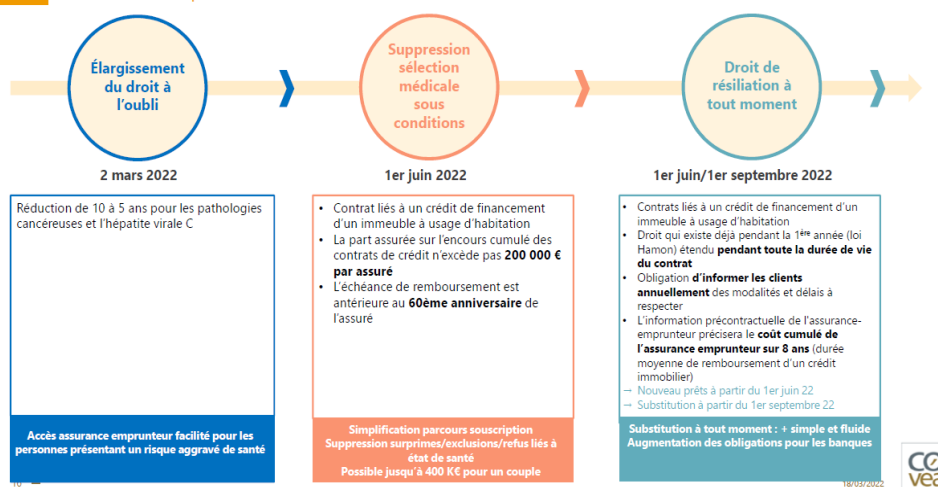 Élargissement
du droit à
l'oubli
Suppression
sélection
médicale
sous
conditions
Droit de
résiliation à
tout moment
2 mars 2022
1er juin 2022
1er juin/1er septembre 2022
Réduction de 10 à 5 ans pour les pathologies
cancéreuses et l'hépatite virale C
Accès assurance emprunteur facilité pour les
personnes présentant un risque aggravé de santé
• Contrat liés à un crédit de financement
d'un immeuble à usage d'habitation
• La part assurée sur l'encours cumulé des
contrats de crédit n'excède pas 200 000 €
par assuré
• L'échéance de remboursement est
antérieure au 60ème anniversaire de
l'assuré
Simplification parcours souscription
Suppression surprises/exclusions/refus liés à
état de santé
Possible jusqu'à 400 K€ pour un couple
• Contrats liés à un crédit de financement d'un
immeuble à usage d'habitation
• Droit qui existe déjà pendant la 1ère année (loi
Hamon) étendu pendant toute la durée de vie
du contrat
• Obligation d'informer les clients
annuellement des modalités et délais à
respecter
• L'information précontractuelle de l'assurance-
emprunteur précisera le coût cumulé de
l'assurance emprunteur sur 8 ans (durée
moyenne de remboursement d'un crédit
immobilier)
→ Nouveau prêts à partir du 1er juin 22
→ Substitution à partir du 1er septembre 22
Substitution à tout moment : + simple et fluide
Augmentation des obligations pour les banques
18/03/2022